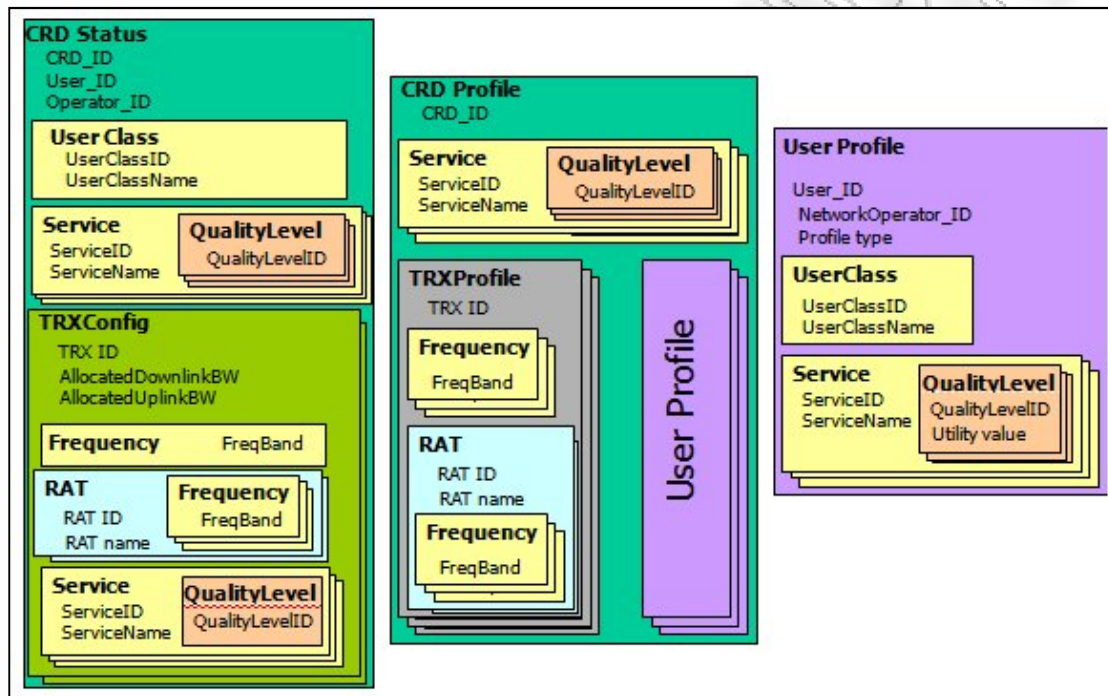 CRD Status
CRD_ID
User_ID
Operator_ID
User Class
UserClassID
UserClassName
Service
ServiceID
ServiceName
QualityLevel
QualityLevelID
TRXConfig
TRX ID
AllocatedDownlinkBW
AllocatedUplinkBW
Frequency
FreqBand
RAT
RAT ID
RAT name
Frequency
FreqBand
Service
ServiceID
ServiceName
QualityLevel
QualityLevelID
CRD Profile
CRD_ID
Service
ServiceID
ServiceName
QualityLevel
QualityLevelID
TRXProfile
TRX ID
Frequency
FreqBand
RAT
RAT ID
RAT name
Frequency
FreqBand
User Profile
User Profile
User_ID
NetworkOperator_ID
Profile type
UserClass
UserClassID
UserClassName
Service
ServiceID
ServiceName
QualityLevel
QualityLevelID
Utility value